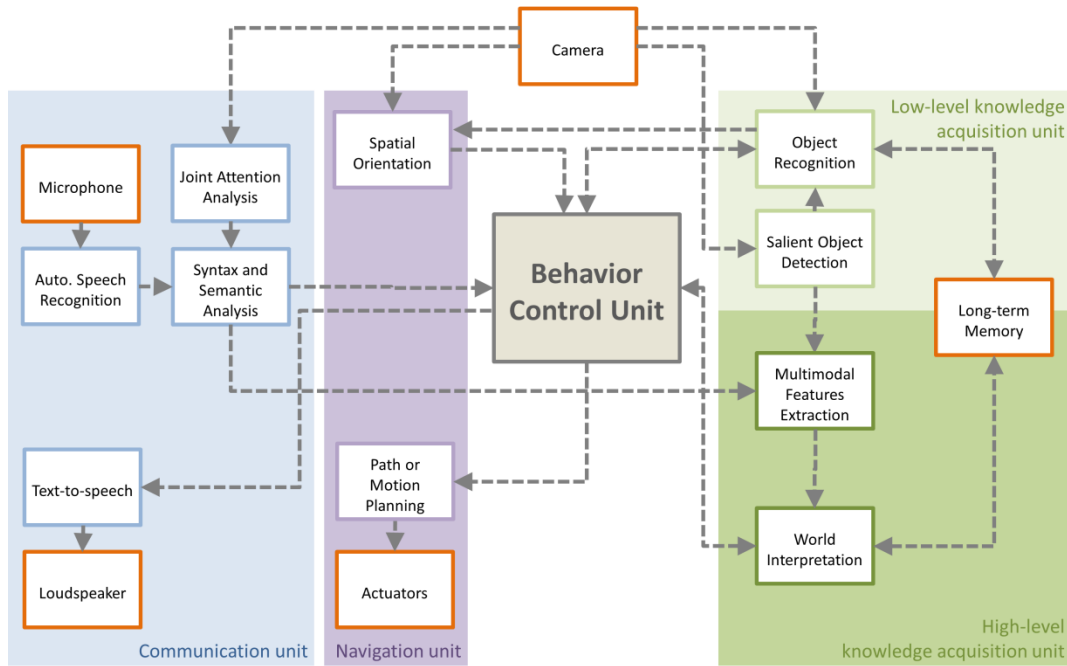 Camera
Low-level knowledge
acquisition unit
Spatial
Orientation
Object
Recognition
Microphone
Joint Attention
Analysis
Salient Object
Detection
Auto. Speech
Recognition
Syntax and
Semantic
Analysis
Behavior
Control Unit
Long-term
Memory
Multimodal
Features
Extraction
Text-to-speech
Path or
Motion
Planning
World
Interpretation
Loudspeaker
Actuators
Communication unit
Navigation unit
High-level
knowledge acquisition unit